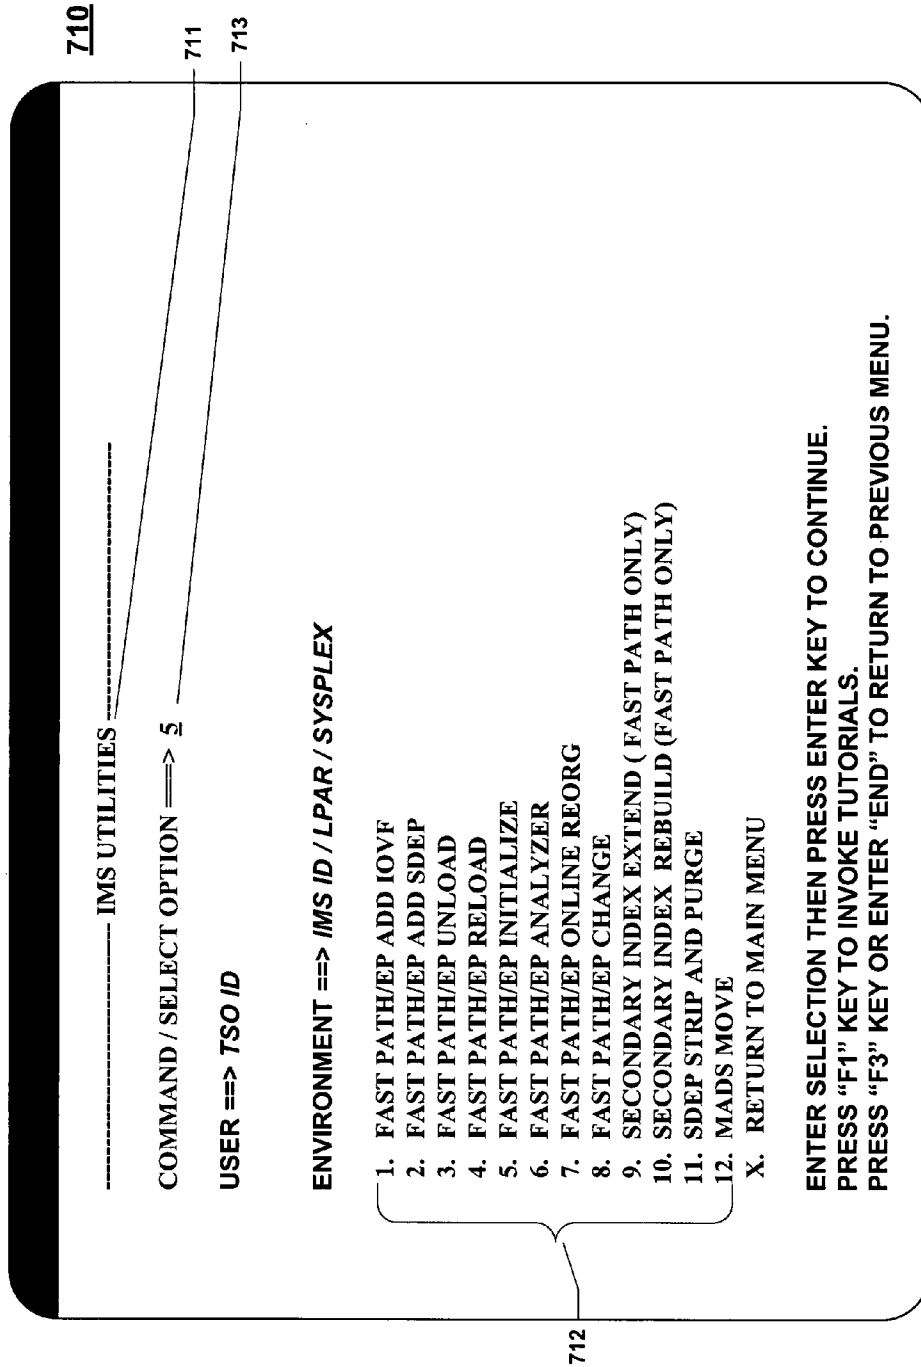 710
---------------------------- IMS UTILITIES ----------------------------
711
COMMAND / SELECT OPTION ===> 5
713
USER ==> TSO ID
ENVIRONMENT ==> IMS ID / LPAR / SYSPLEX
712
1. FAST PATH/EP ADD IOVF
2. FAST PATH/EP ADD SDEP
3. FAST PATH/EP UNLOAD
4. FAST PATH/EP RELOAD
5. FAST PATH/EP INITIALIZE
6. FAST PATH/EP ANALYZER
7. FAST PATH/EP ONLINE REORG
8. FAST PATH/EP CHANGE
9. SECONDARY INDEX EXTEND ( FAST PATH ONLY)
10. SECONDARY INDEX REBUILD (FAST PATH ONLY)
11. SDEP STRIP AND PURGE
12. MADS MOVE
X. RETURN TO MAIN MENU
ENTER SELECTION THEN PRESS ENTER KEY TO CONTINUE.
PRESS “F1” KEY TO INVOKE TUTORIALS.
PRESS “F3” KEY OR ENTER “END” TO RETURN TO PREVIOUS MENU.